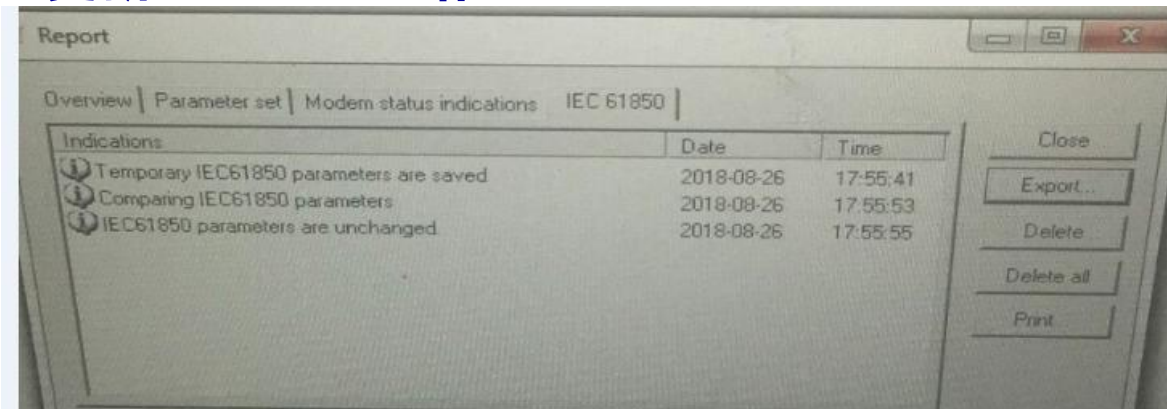 Report
Overview Parameter set Modem status indications IEC 61850
Indications Date Time
Temporary IEC61850 parameters are saved 2018-08-26 17:55:41
Comparing IEC61850 parameters 2018-08-26 17:55:53
IEC61850 parameters are unchanged 2018-08-26 17:55:55
Close
Export...
Delete
Delete all
Print...